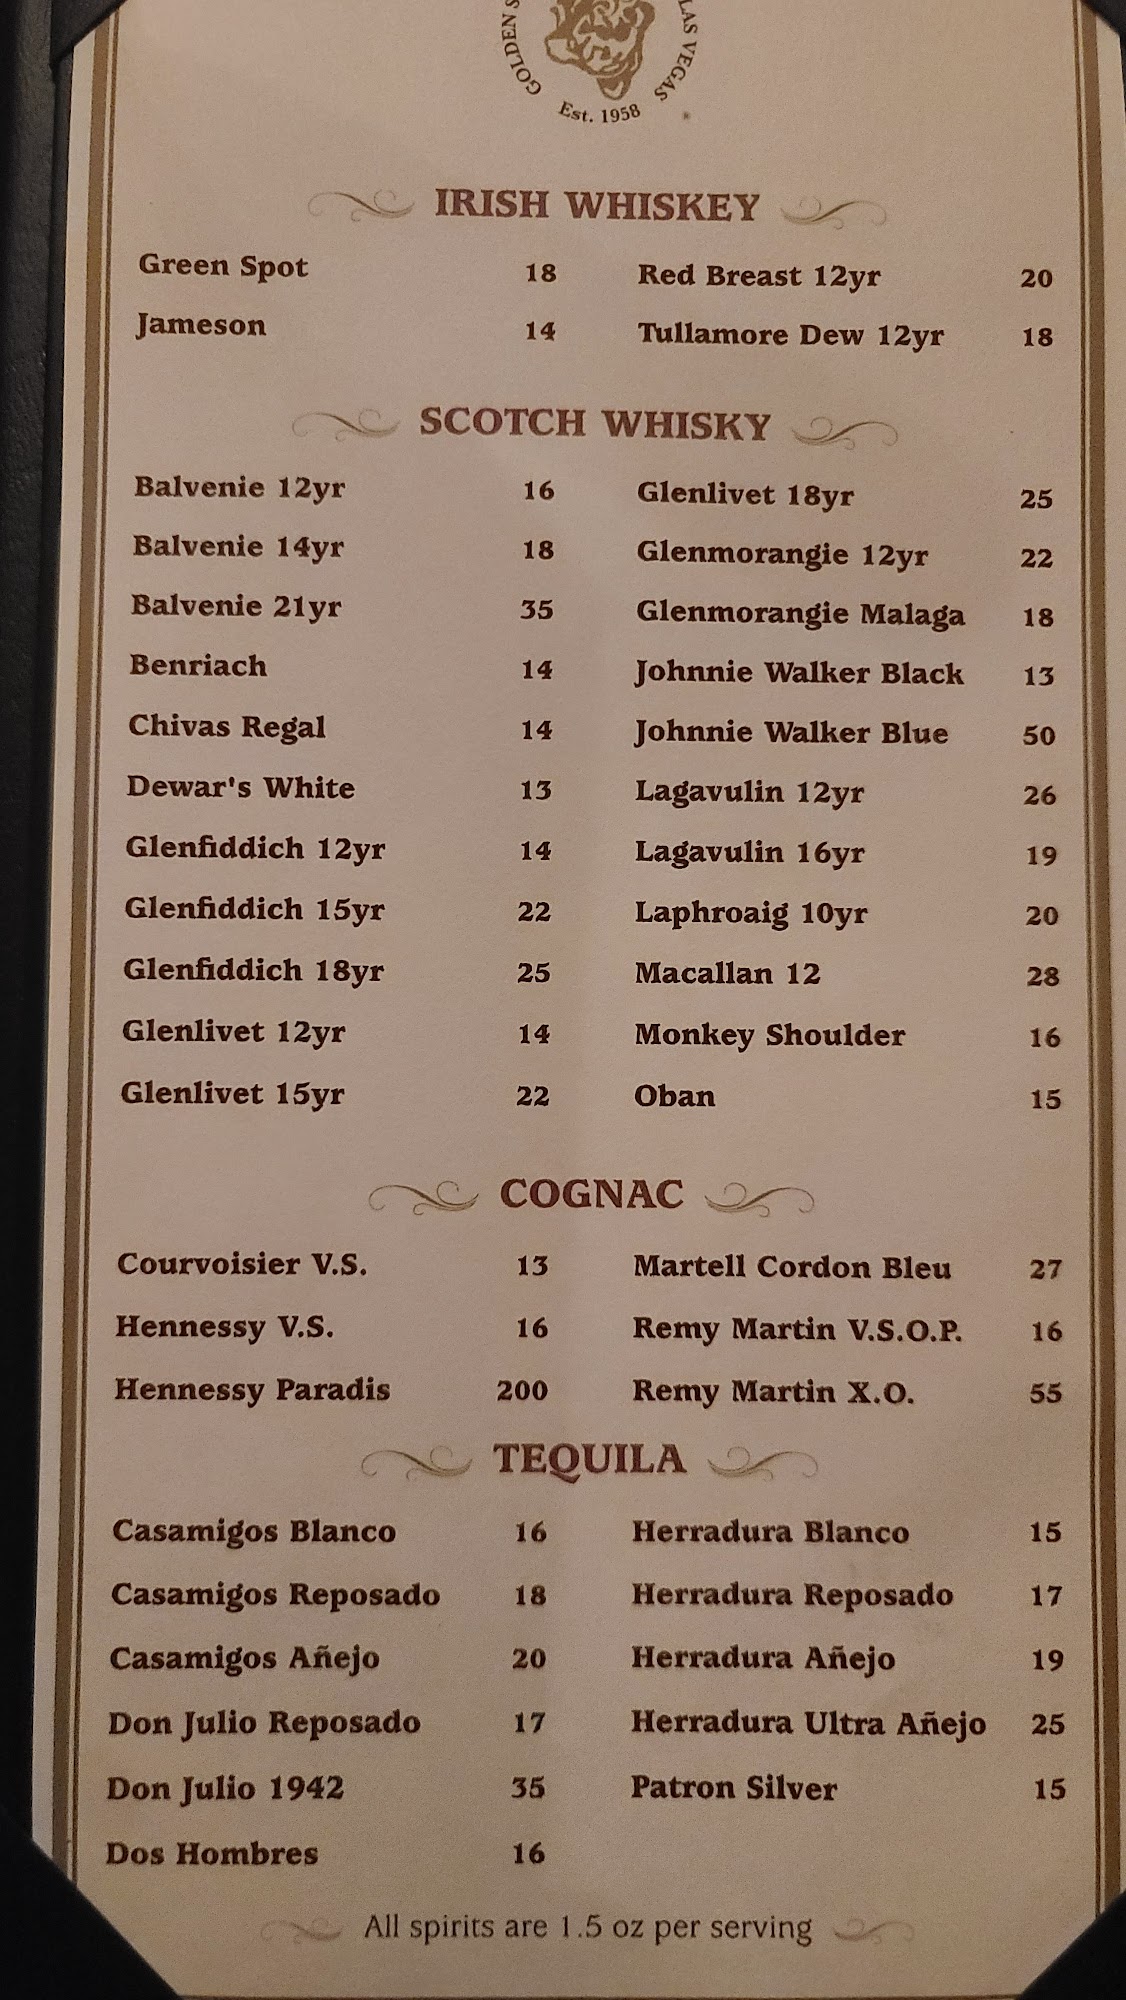 GOLDEN S
LAS VEGAS
Est. 1958
IRISH WHISKEY
Green Spot 18 Red Breast 12yr 20
Jameson 14 Tullamore Dew 12yr 18
SCOTCH WHISKY
Balvenie 12yr 16 Glenlivet 18yr 25
Balvenie 14yr 18 Glenmorangie 12yr 22
Balvenie 21yr 35 Glenmorangie Malaga 18
Benriach 14 Johnnie Walker Black 13
Chivas Regal 14 Johnnie Walker Blue 50
Dewar's White 13 Lagavulin 12yr 26
Glenfiddich 12yr 14 Lagavulin 16yr 19
Glenfiddich 15yr 22 Laphroaig 10yr 20
Glenfiddich 18yr 25 Macallan 12 28
Glenlivet 12yr 14 Monkey Shoulder 16
Glenlivet 15yr 22 Oban 15
COGNAC
Courvoisier V.S. 13 Martell Cordon Bleu 27
Hennessy V.S. 16 Remy Martin V.S.O.P. 16
Hennessy Paradis 200 Remy Martin X.O. 55
TEQUILA
Casamigos Blanco 16 Herradura Blanco 15
Casamigos Reposado 18 Herradura Reposado 17
Casamigos Añejo 20 Herradura Añejo 19
Don Julio Reposado 17 Herradura Ultra Añejo 25
Don Julio 1942 35 Patron Silver 15
Dos Hombres 16
All spirits are 1.5 oz per serving